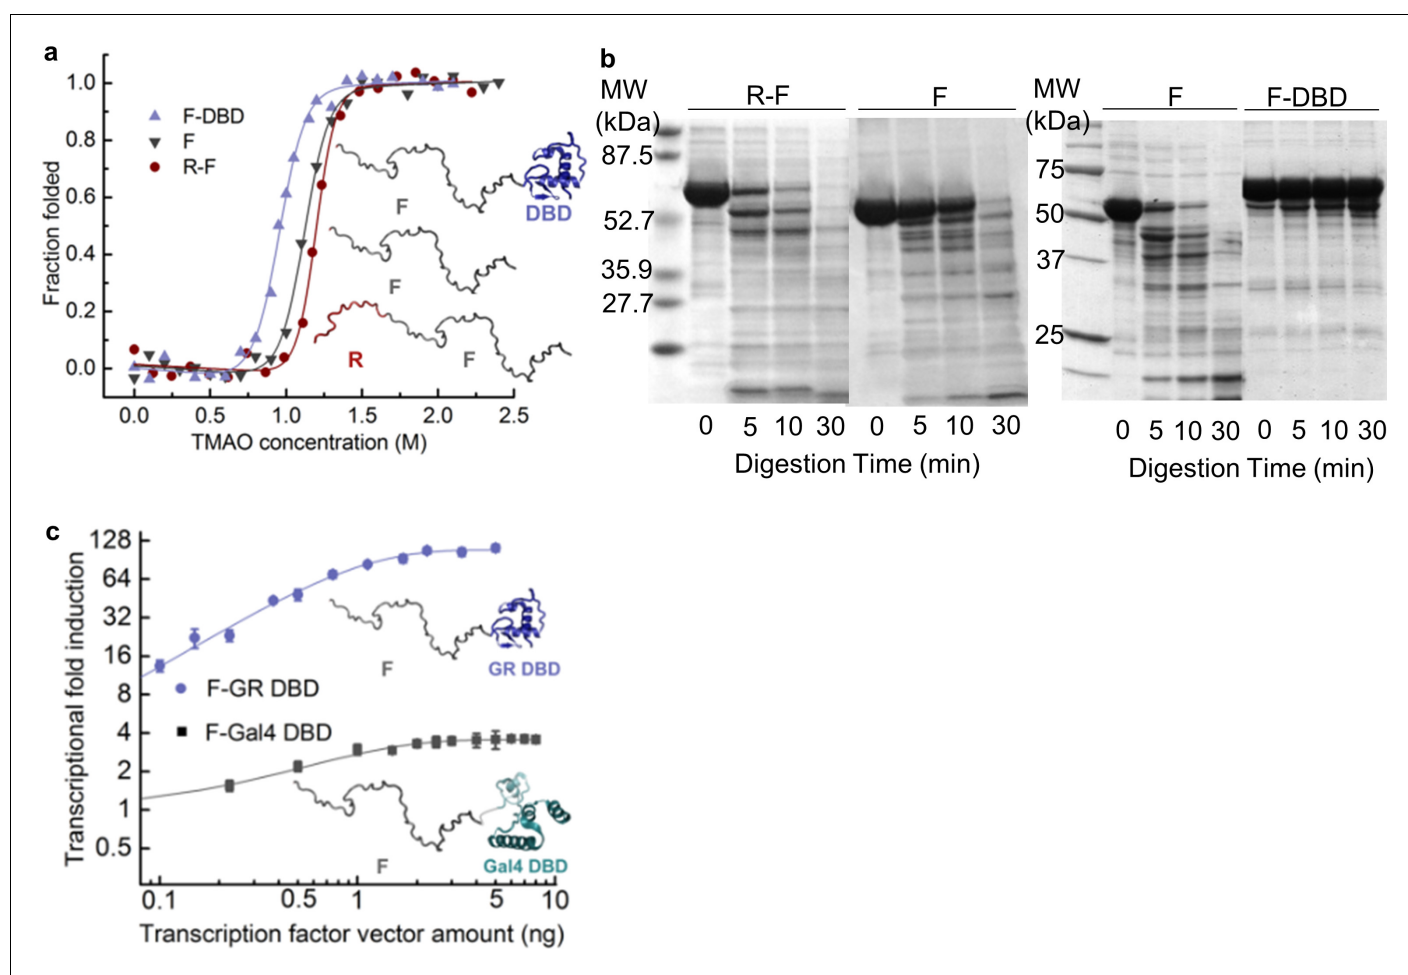 a
F-DBD
F
R-F
1.0
0.8
0.6
0.4
0.2
0.0
Fraction folded
0.0 0.5 1.0 1.5 2.0 2.5
TMAO concentration (M)
F
DBD
F
R
F
b
MW
(kDa)
R-F
F
87.5
52.7
35.9
27.7
0 5 10 30 0 5 10 30
Digestion Time (min)
MW
(kDa)
F
F-DBD
75
50
37
25
0 5 10 30 0 5 10 30
Digestion Time (min)
c
128
64
32
16
8
4
2
1
0.5
Transcriptional fold induction
F
GR DBD
F-GR DBD
F-Gal4 DBD
F
Gal4 DBD
0.1 0.5 1 5 10
Transcription factor vector amount (ng)